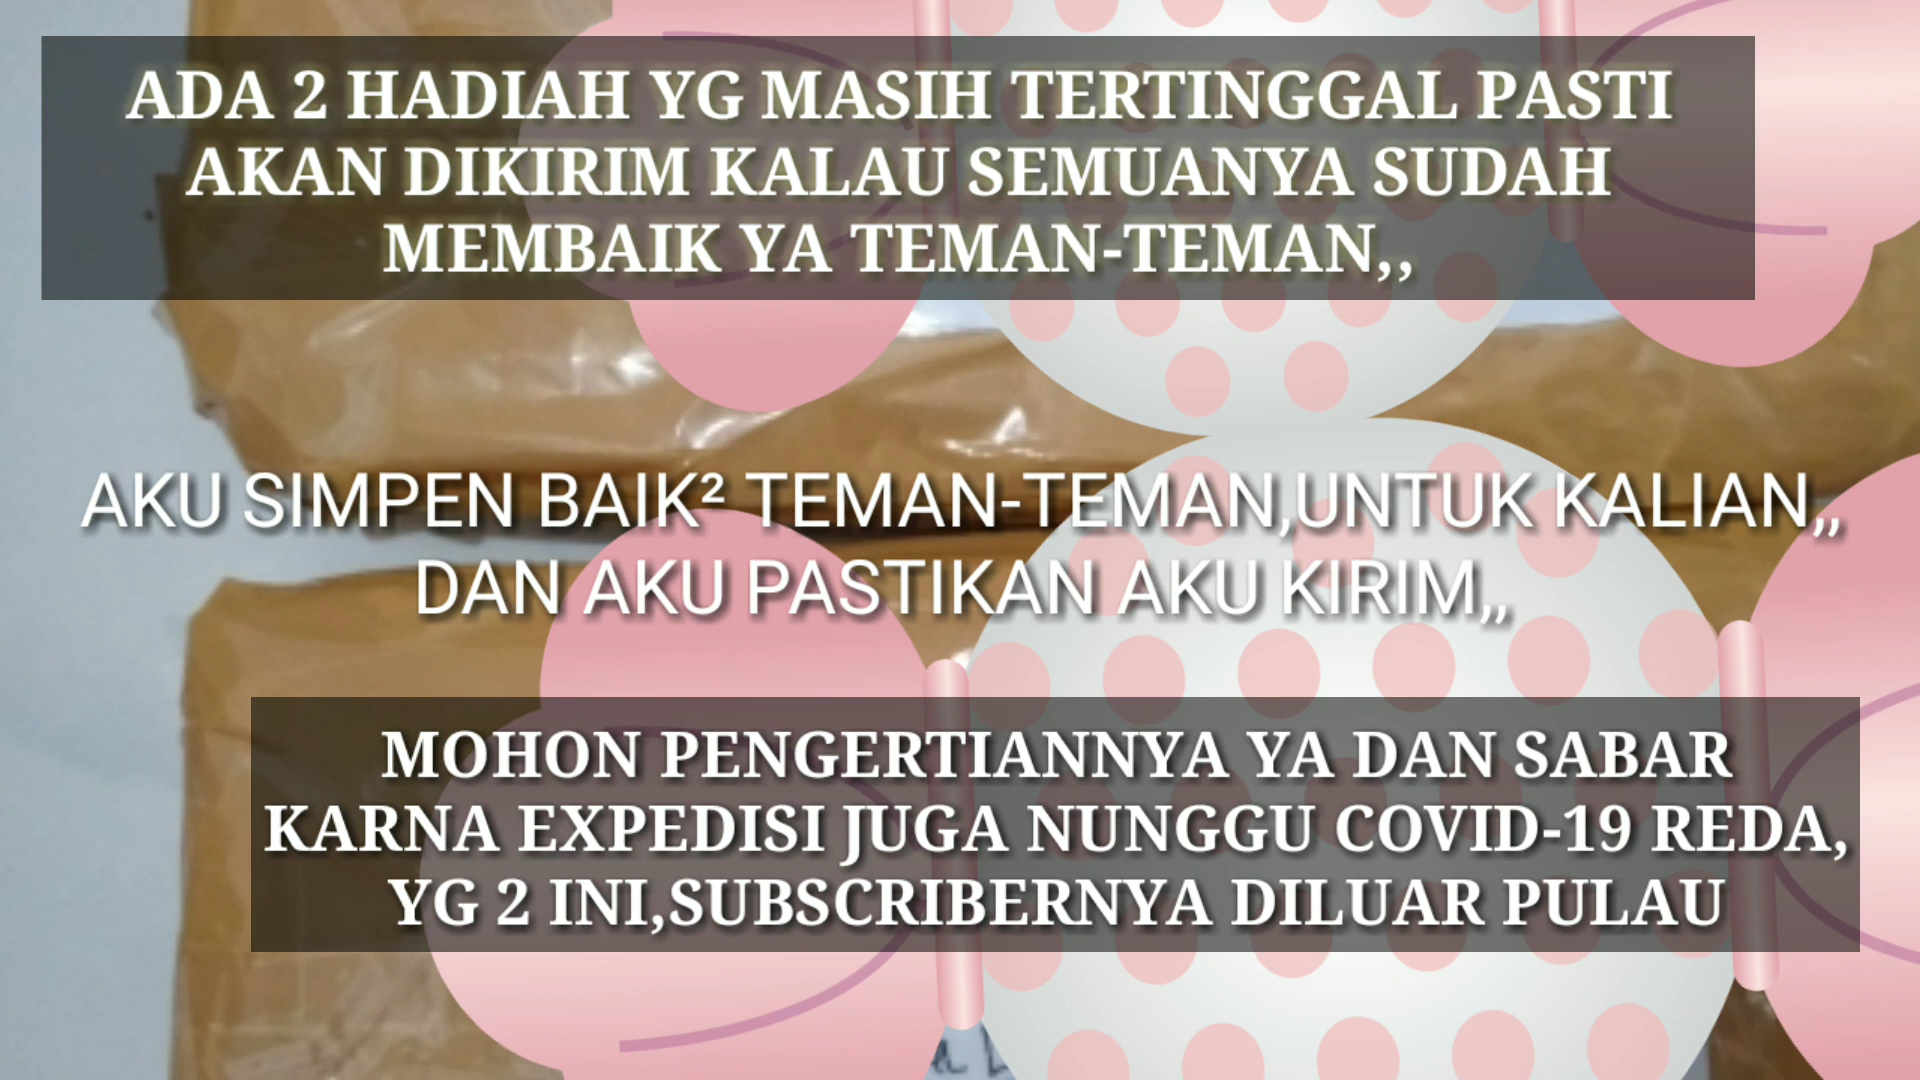 ADA 2 HADIAH YG MASIH TERTINGGAL PASTI
AKAN DIKIRIM KALAU SEMUANYA SUDAH
MEMBAIK YA TEMAN-TEMAN,,
AKU SIMPEN BAIK² TEMAN-TEMAN,UNTUK KALIAN,,
DAN AKU PASTIKAN AKU KIRIM,,
MOHON PENGERTIANNYA YA DAN SABAR
KARNA EXPEDISI JUGA NUNGGU COVID-19 REDA,
YG 2 INI,SUBSCRIBERNYA DILUAR PULAU